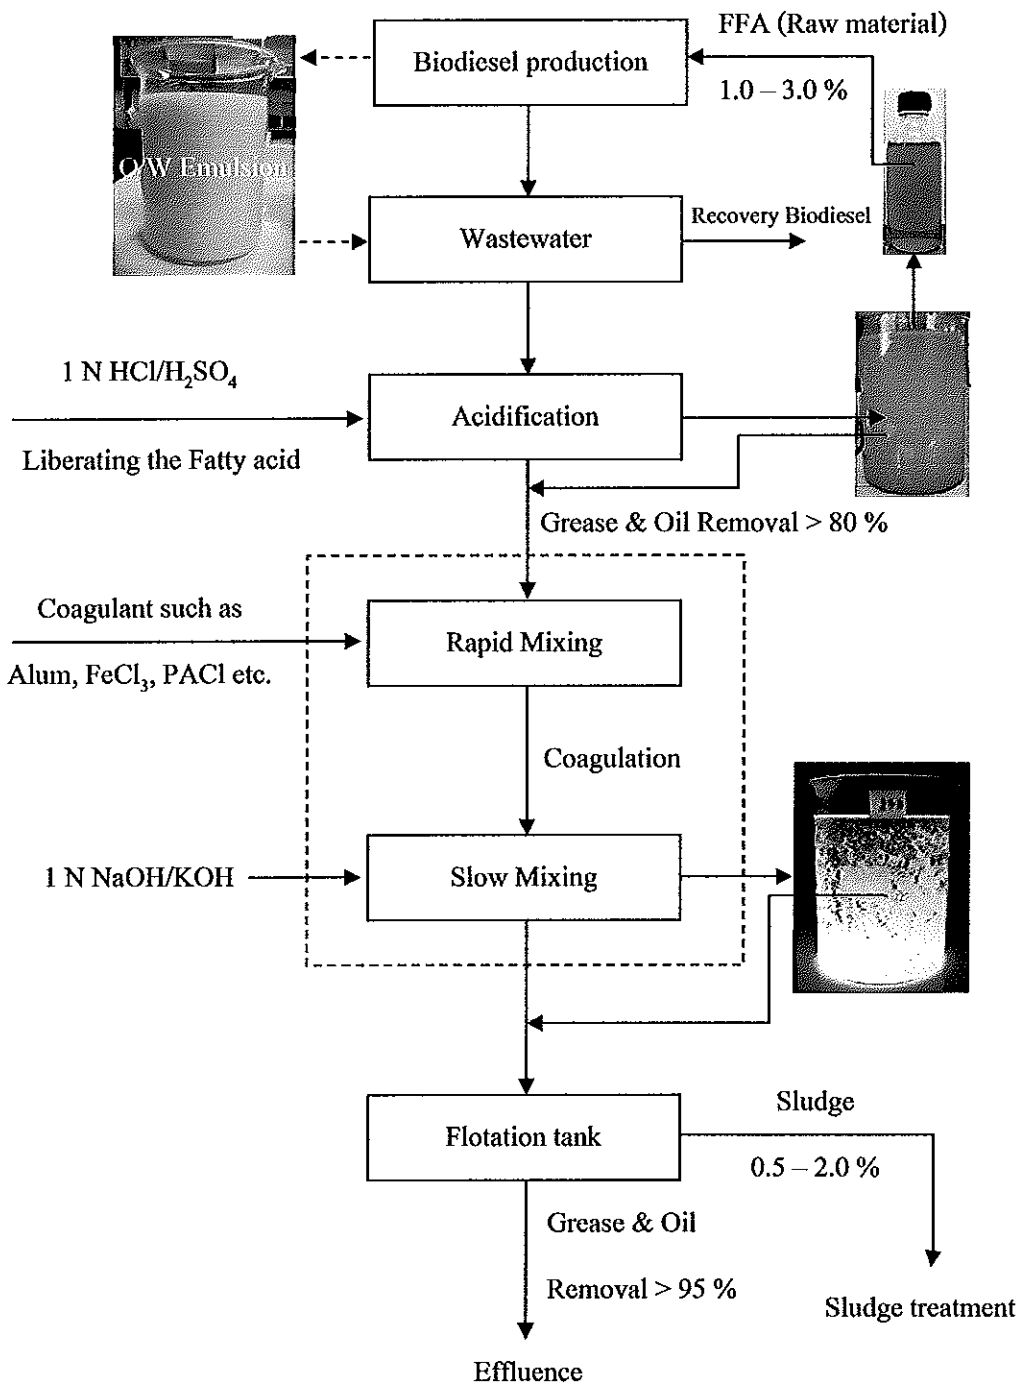 FFA (Raw material)
Biodiesel production
1.0 – 3.0 %
O/W Emulsion
Wastewater
Recovery Biodiesel
1 N HCl/H₂SO₄
Acidification
Liberating the Fatty acid
Grease & Oil Removal > 80 %
Coagulant such as
Rapid Mixing
Alum, FeCl₃, PACl etc.
Coagulation
1 N NaOH/KOH
Slow Mixing
Sludge
Flotation tank
0.5 – 2.0 %
Grease & Oil
Removal > 95 %
Sludge treatment
Effluence